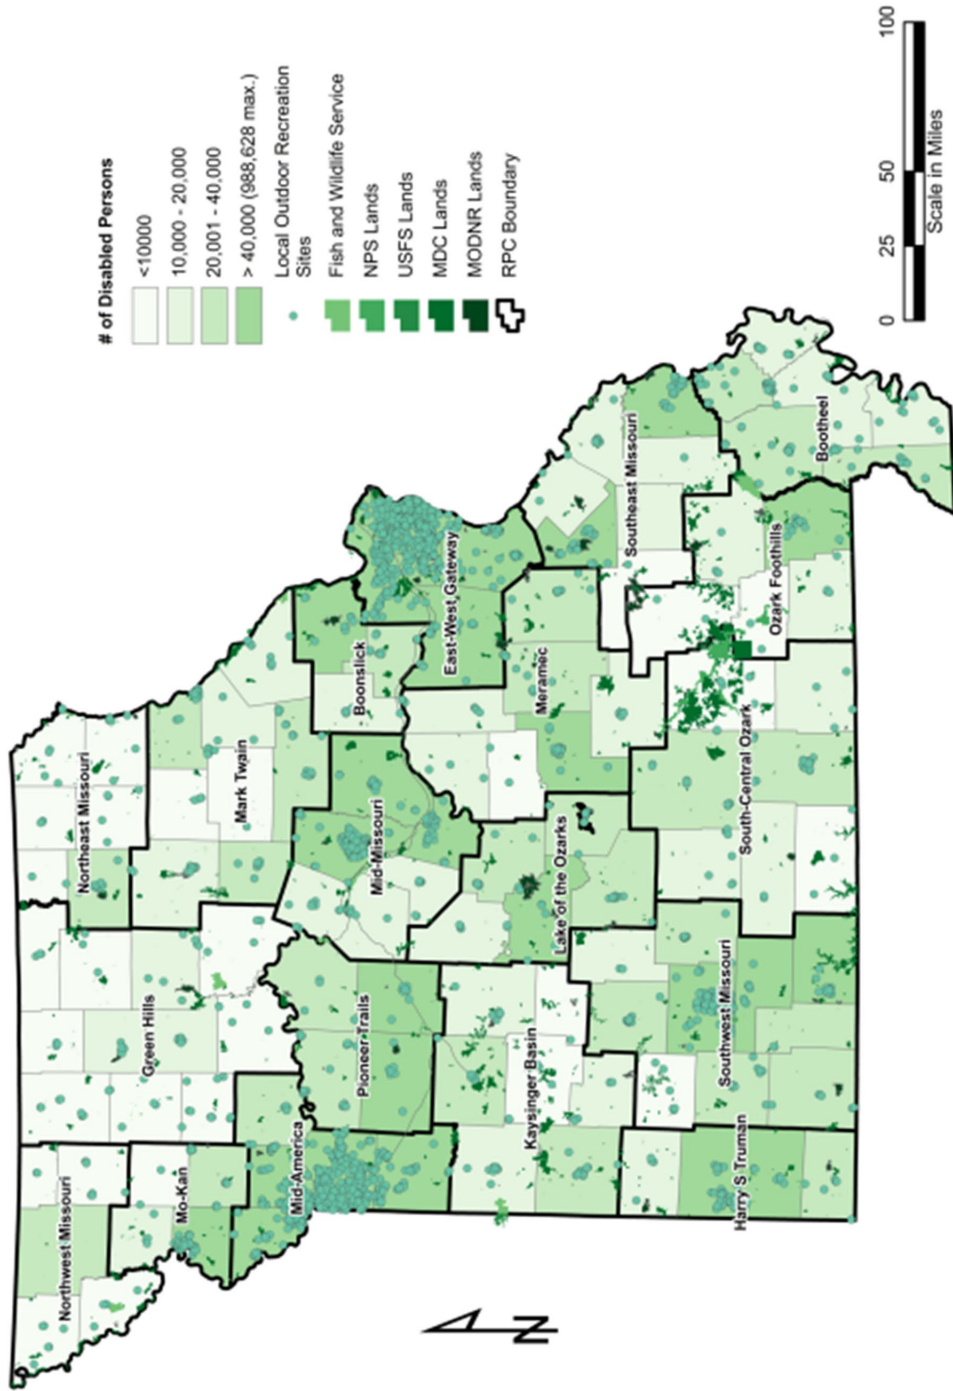 Northwest Missouri
Green Hills
Northeast Missouri
Mo-Kan
Mark Twain
Mid-America
Pioneer Trails
Mid-Missouri
Boonslick
East-West Gateway
Kaysinger Basin
Lake of the Ozarks
Meramec
Southeast Missouri
Harry S Truman
Southwest Missouri
South-Central Ozark
Ozark Foothills
Bootheel
N
# of Disabled Persons
<10000
10,000 - 20,000
20,001 - 40,000
> 40,000 (988,628 max.)
Local Outdoor Recreation
Sites
Fish and Wildlife Service
NPS Lands
USFS Lands
MDC Lands
MODNR Lands
RPC Boundary
0 25 50 100
Scale in Miles